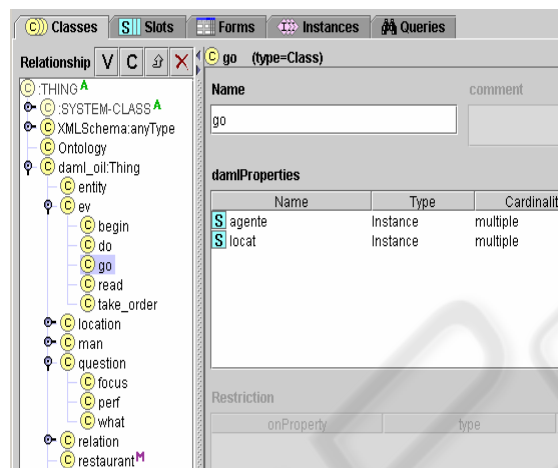 C Classes S Slots Forms Instances Queries
Relationship V C
C :THING A
C :SYSTEM-CLASS A
C XMLSchema:anyType
C Ontology
C daml_oil:Thing
C entity
C ev
C begin
C do
C go
C read
C take_order
C location
C man
C question
C focus
C perf
C what
C relation
C restaurant M
C go (type=Class)
Name comment
go
damlProperties
Name Type Cardinalit
S agente Instance multiple
S locat Instance multiple
Restriction
onProperty type